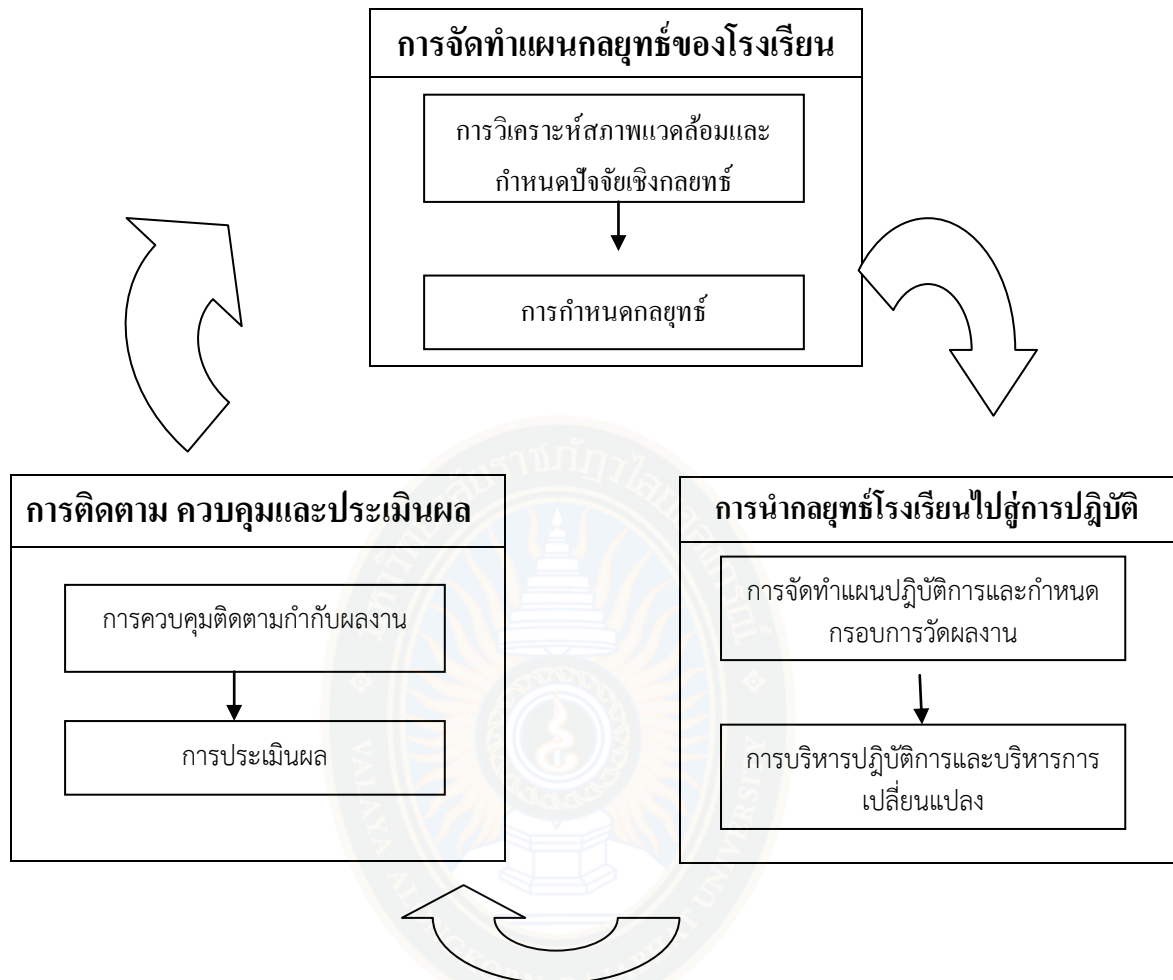 การจัดทำแผนกลยุทธ์ของโรงเรียน
การวิเคราะห์สภาพแวดล้อมและ
กำหนดปัจจัยเชิงกลยทธ์
การกำหนดกลยุทธ์
การติดตาม ควบคุมและประเมินผล
การควบคุมติดตามกำกับผลงาน
การประเมินผล
การนำกลยุทธ์โรงเรียนไปสู่การปฎิบัติ
การจัดทำแผนปฎิบัติการและกำหนด
กรอบการวัดผลงาน
การบริหารปฎิบัติการและบริหารการ
เปลี่ยนแปลง